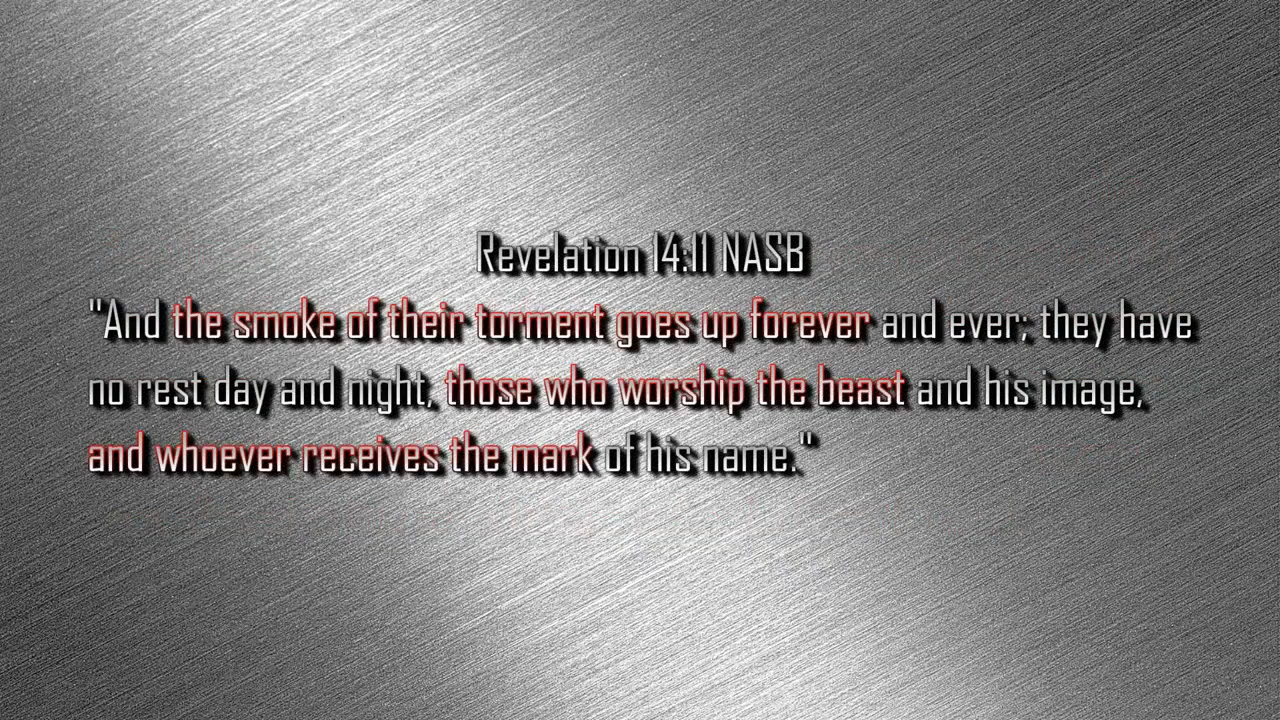 Revelation 14:11 NASB
"And the smoke of their torment goes up forever and ever; they have
no rest day and night, those who worship the beast and his image,
and whoever receives the mark of his name."